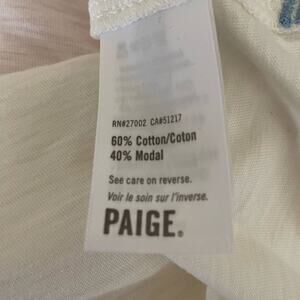 RN#27002 CA#51217
60% Cotton/Coton
40% Modal
See care on reverse.
Voir le soin sur l'inverse.
PAIGE.